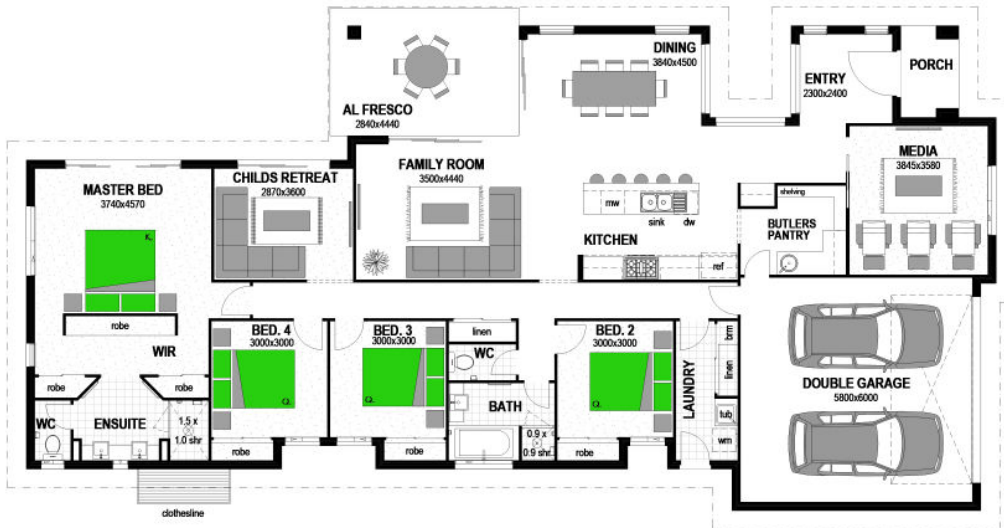 DINING
3840x4500
ENTRY
2300x2400
PORCH
AL FRESCO
2840x4440
MEDIA
3845x3580
FAMILY ROOM
3500x4440
CHILDS RETREAT
2870x3600
MASTER BED
3740x4570
shelving
mw
sink
dw
BUTLERS
PANTRY
KITCHEN
ref
K.
robe
WIR
robe
robe
BED. 4
3000x3000
BED. 3
3000x3000
linen
WC
BED. 2
3000x3000
brm
linen
LAUNDRY
DOUBLE GARAGE
5800x6000
Q.
Q.
Q.
BATH
tub
wm
WC
ENSUITE
1.5 x
1.0 shr
0.9 x
0.9 shr
robe
robe
robe
clothesline